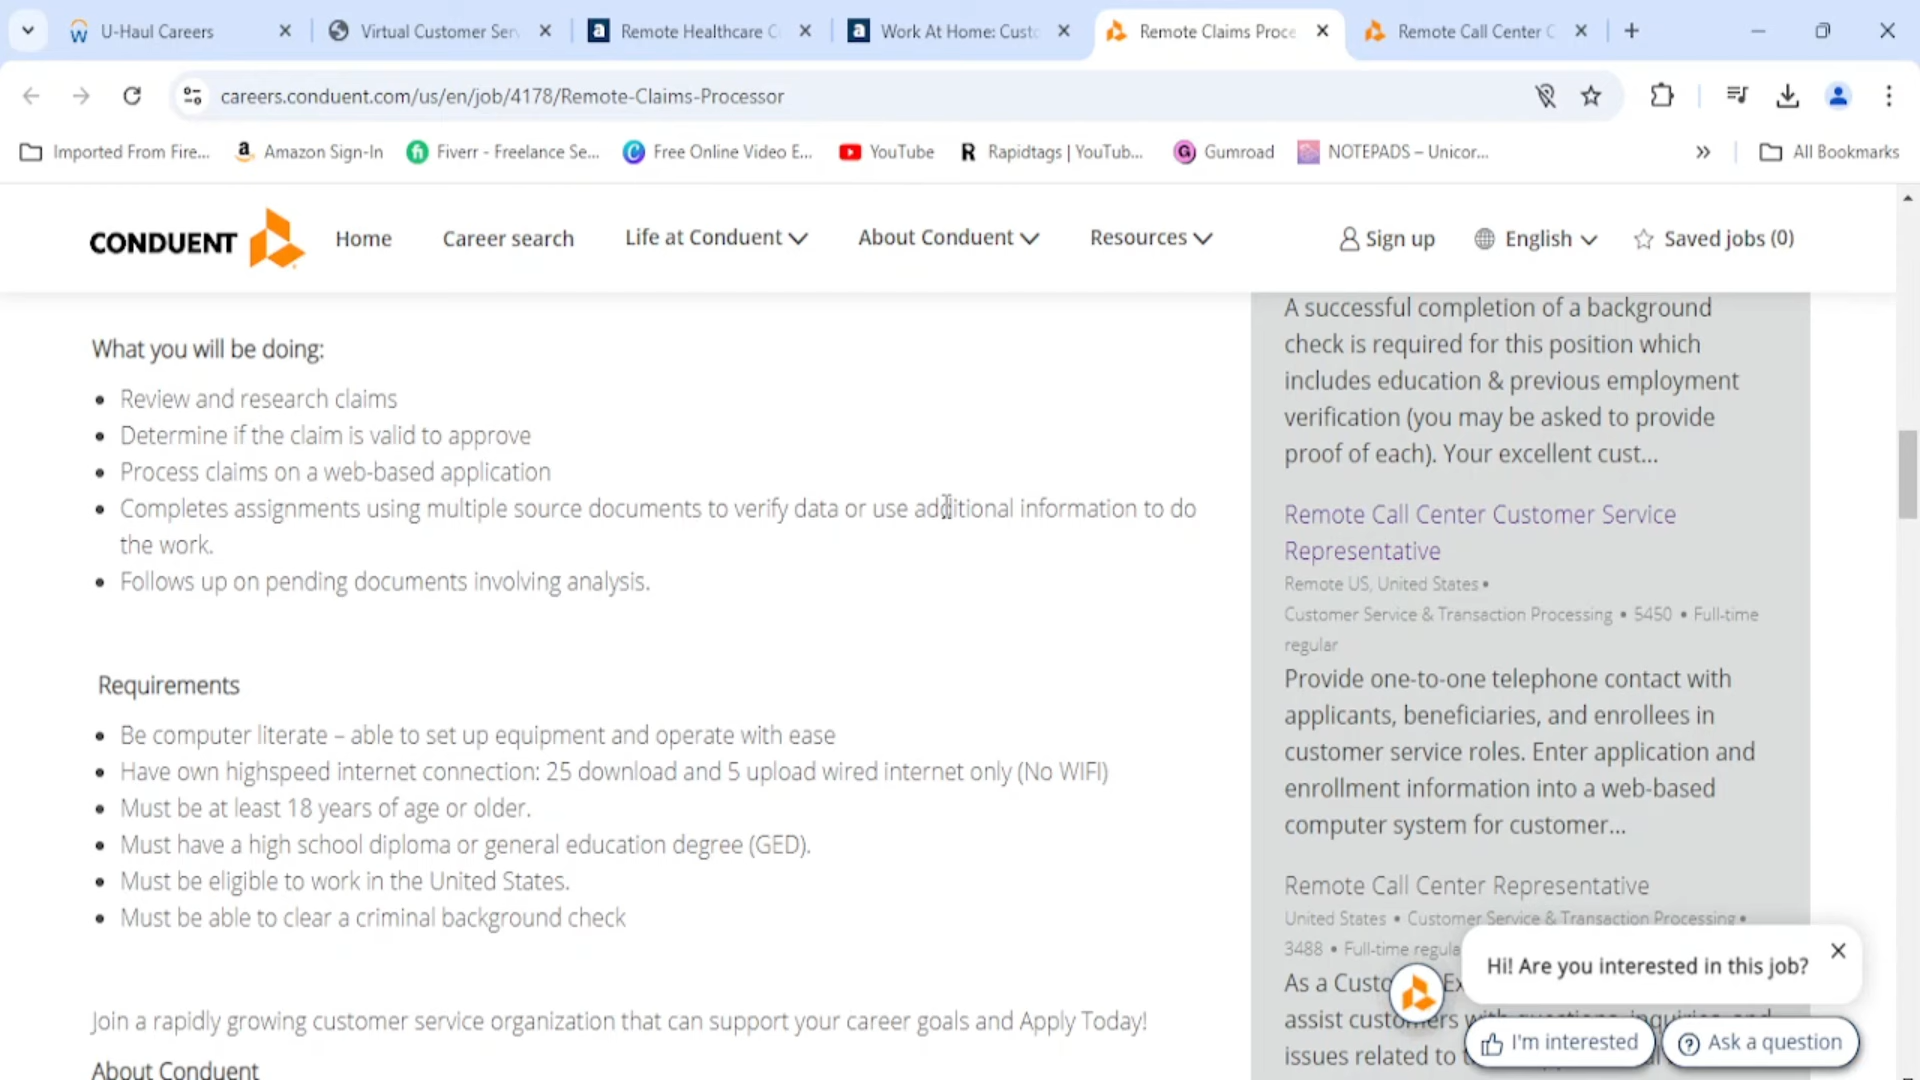 U-Haul Careers
Virtual Customer Serv
Remote Healthcare C
Work At Home: Custo
Remote Claims Proce
Remote Call Center C
careers.conduent.com/us/en/job/4178/Remote-Claims-Processor
Imported From Fire...
Amazon Sign-In
Fiverr - Freelance Se...
Free Online Video E...
YouTube
Rapidtags | YouTub...
Gumroad
NOTEPADS – Unicor...
All Bookmarks
CONDUENT
Home
Career search
Life at Conduent
About Conduent
Resources
Sign up
English
Saved jobs (0)
What you will be doing:
Review and research claims
Determine if the claim is valid to approve
Process claims on a web-based application
Completes assignments using multiple source documents to verify data or use additional information to do
the work.
Follows up on pending documents involving analysis.
Requirements
Be computer literate – able to set up equipment and operate with ease
Have own highspeed internet connection: 25 download and 5 upload wired internet only (No WIFI)
Must be at least 18 years of age or older.
Must have a high school diploma or general education degree (GED).
Must be eligible to work in the United States.
Must be able to clear a criminal background check
Join a rapidly growing customer service organization that can support your career goals and Apply Today!
About Conduent
A successful completion of a background
check is required for this position which
includes education & previous employment
verification (you may be asked to provide
proof of each). Your excellent cust...
Remote Call Center Customer Service
Representative
Remote US, United States •
Customer Service & Transaction Processing • 5450 • Full-time
regular
Provide one-to-one telephone contact with
applicants, beneficiaries, and enrollees in
customer service roles. Enter application and
enrollment information into a web-based
computer system for customer...
Remote Call Center Representative
United States • Customer Service & Transaction Processing •
3488 • Full-time regula
As a Custo Ex
assist customers
issues related to
Hi! Are you interested in this job?
I'm interested
Ask a question